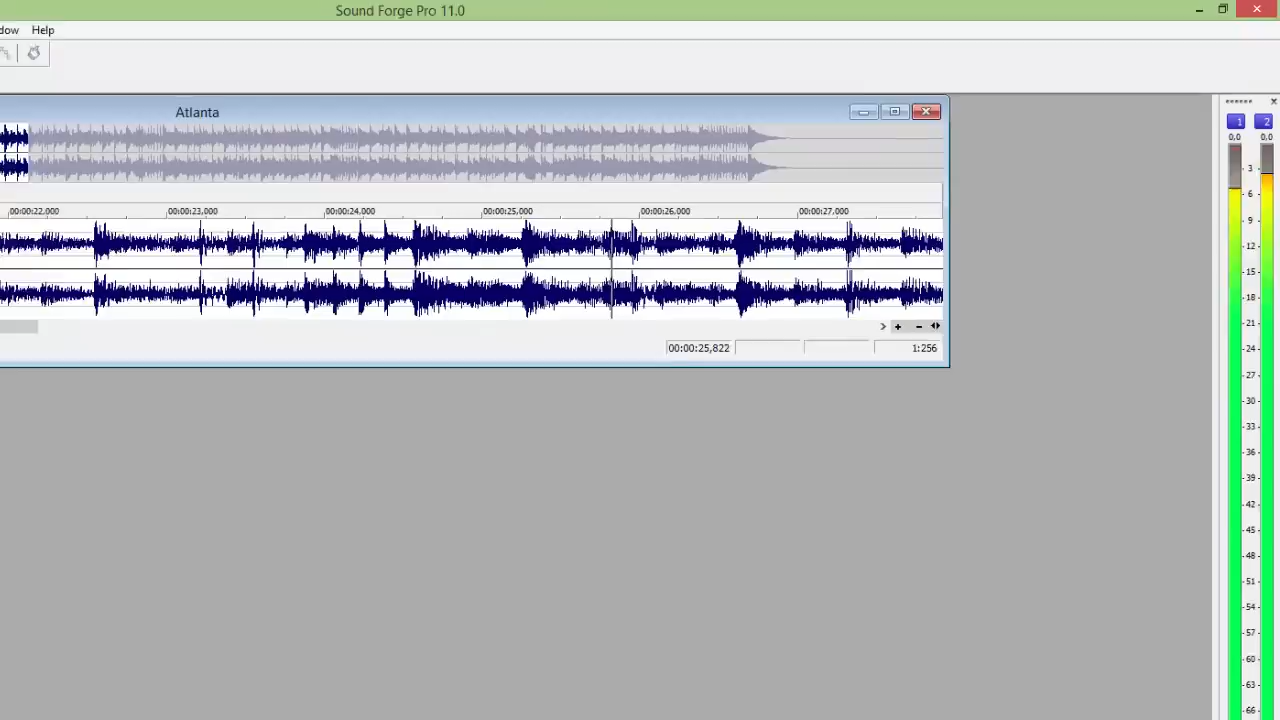 Sound Forge Pro 11.0
dow Help
Atlanta
1 2
0,0 0,0
00:00:22,000 00:00:23,000 00:00:24,000 00:00:25,000 00:00:26,000 00:00:27,000
00:00:25,822 1:256
- 3 -
- 6 -
- 9 -
- 12 -
- 15 -
- 18 -
- 21 -
- 24 -
- 27 -
- 30 -
- 33 -
- 36 -
- 39 -
- 42 -
- 45 -
- 48 -
- 51 -
- 54 -
- 57 -
- 60 -
- 63 -
- 66 -